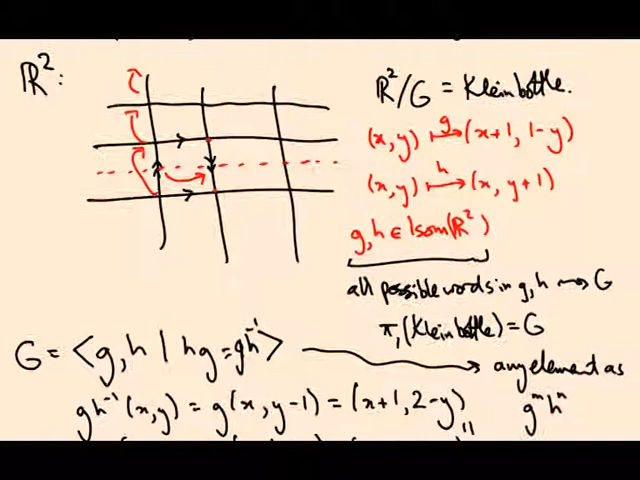 ℝ²:
ℝ²/G = Klein bottle.
(x,y) ↦g (x+1, 1-y)
(x,y) ↦h (x, y+1)
g,h ∈ Isom(ℝ²)
all possible words in g,h ⟿ G
π₁(Klein bottle) = G
G = ⟨g,h | hg = gh⁻¹⟩ → any element as
gᵐhⁿ
gh⁻¹(x,y) = g(x, y-1) = (x+1, 2-y)